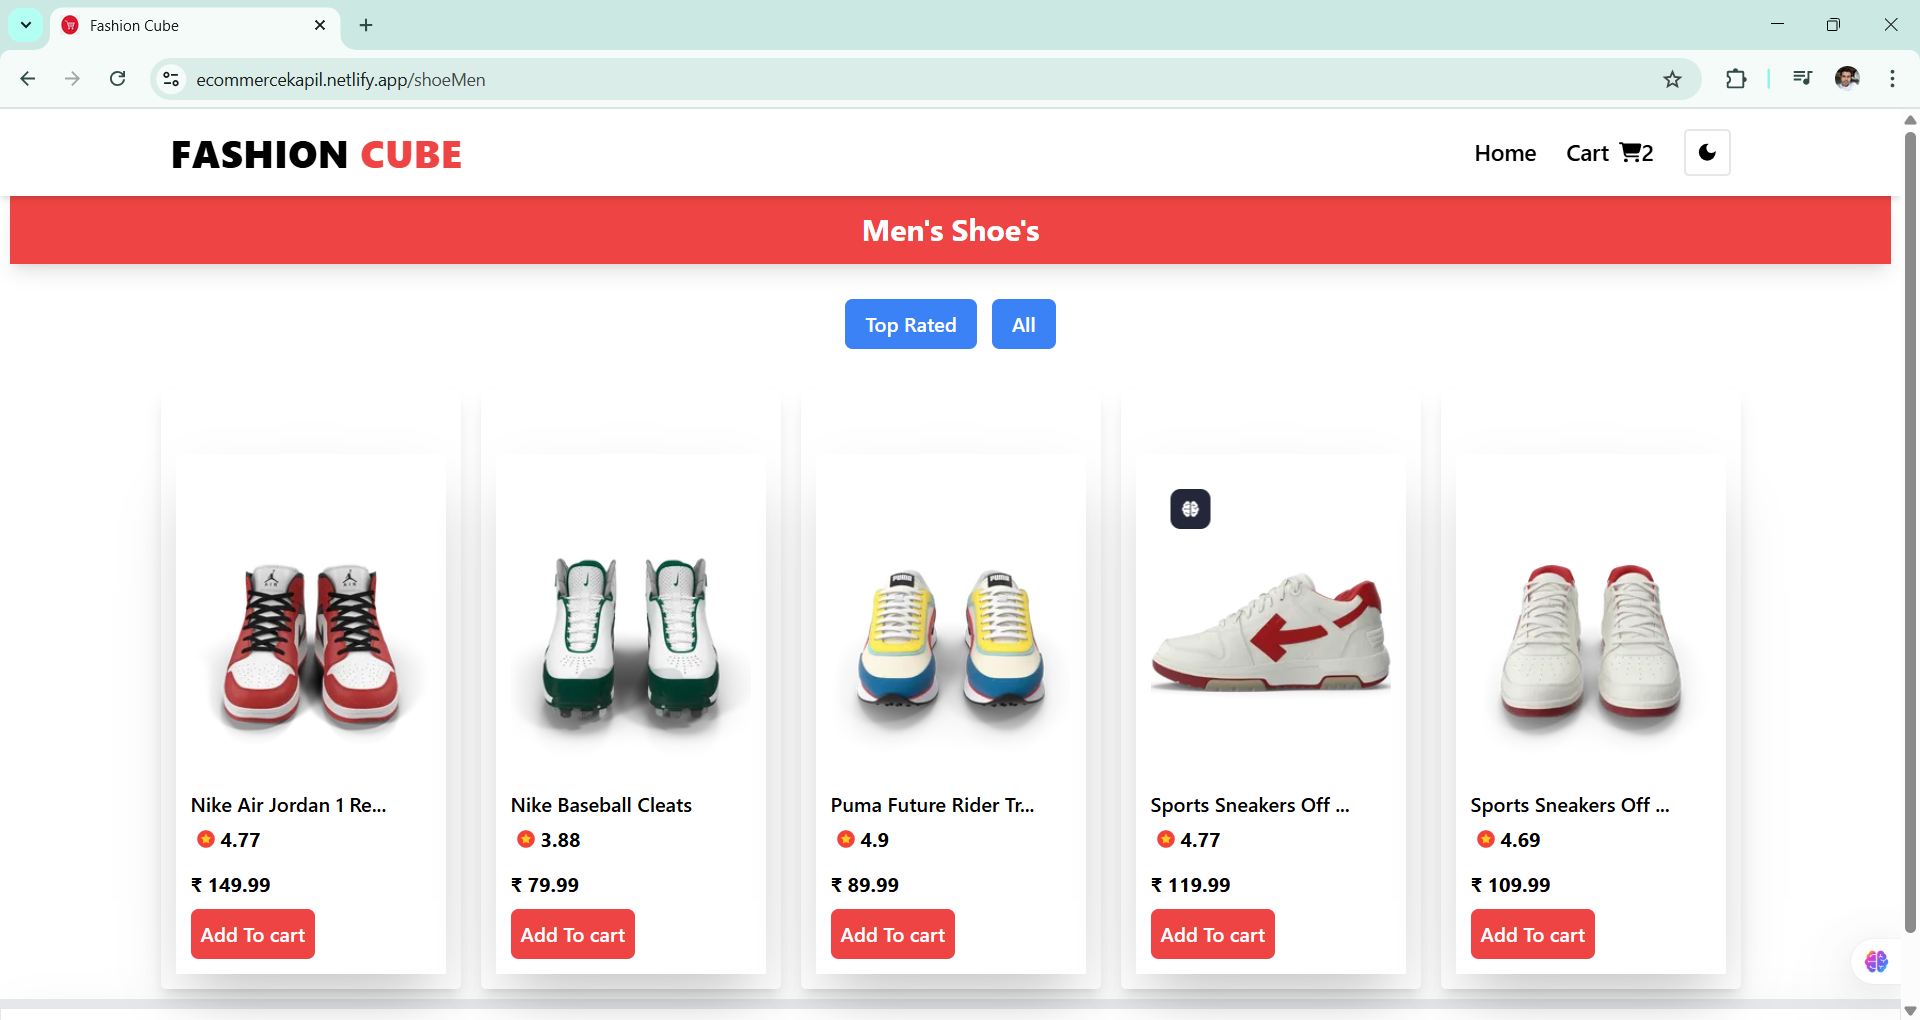 Fashion Cube
ecommercekapil.netlify.app/shoeMen
FASHION CUBE
Home Cart 2
Men's Shoe's
Top Rated All
PUMA PUMA
Nike Air Jordan 1 Re...
4.77
₹ 149.99
Add To cart
Nike Baseball Cleats
3.88
₹ 79.99
Add To cart
Puma Future Rider Tr...
4.9
₹ 89.99
Add To cart
Sports Sneakers Off ...
4.77
₹ 119.99
Add To cart
Sports Sneakers Off ...
4.69
₹ 109.99
Add To cart